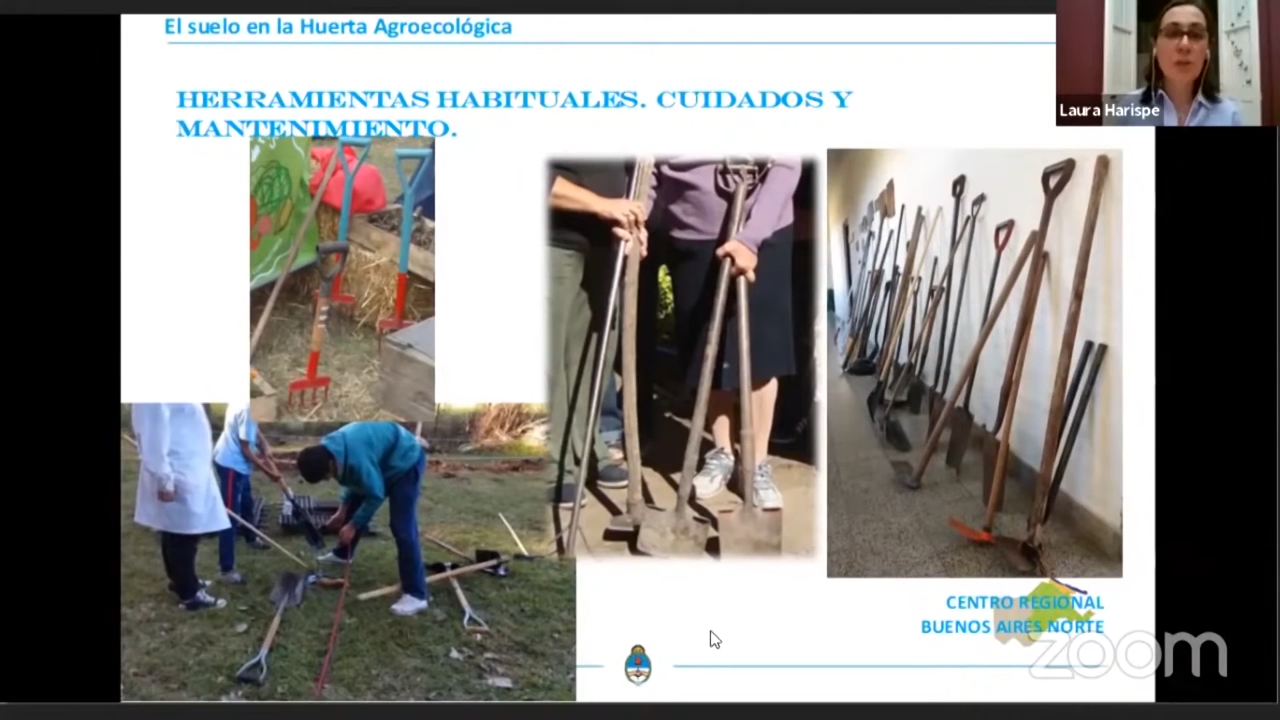 El suelo en la Huerta Agroecológica
HERRAMIENTAS HABITUALES. CUIDADOS Y
MANTENIMIENTO.
Laura Harispe
CENTRO REGIONAL
BUENOS AIRES NORTE
zoom